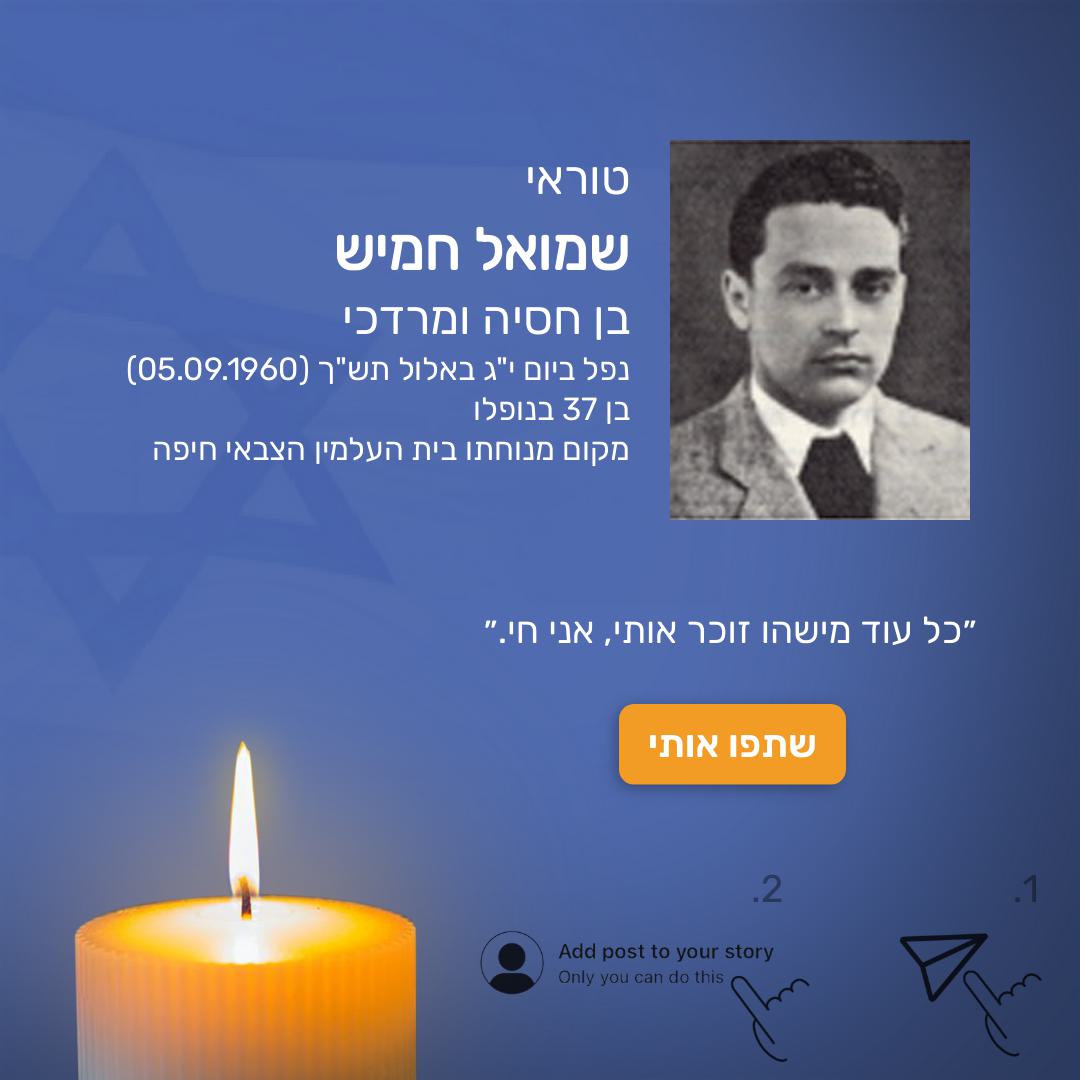 טוראי
שמואל חמיש
בן חסיה ומרדכי
נפל ביום י"ג באלול תש"ך (05.09.1960)
בן 37 בנופלו
מקום מנוחתו בית העלמין הצבאי חיפה
״כל עוד מישהו זוכר אותי, אני חי.״
שתפו אותי
1.
2.
Add post to your story
Only you can do this